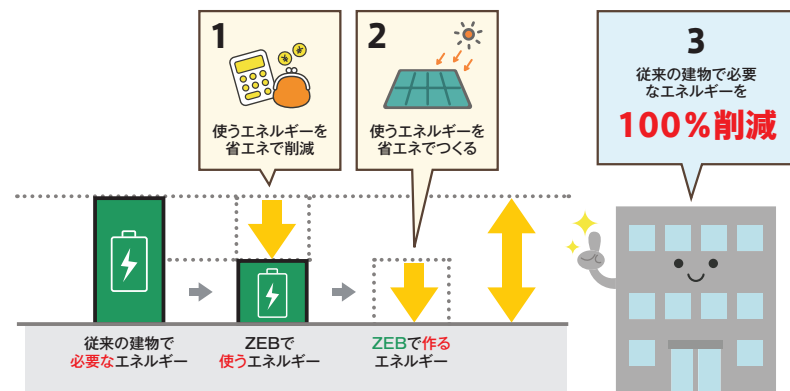 1
使うエネルギーを
省エネで削減
2
使うエネルギーを
省エネでつくる
3
従来の建物で必要
なエネルギーを
100%削減
従来の建物で
必要なエネルギー
ZEBで
使うエネルギー
ZEBで作る
エネルギー